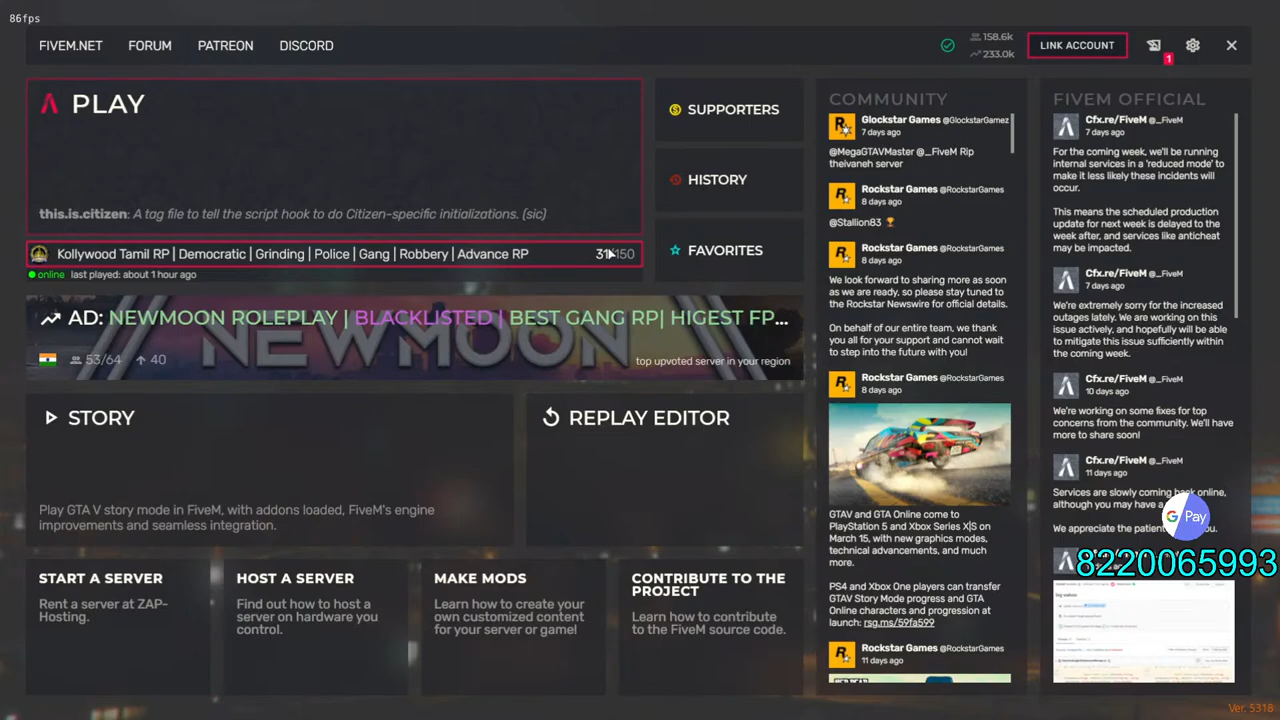 86fps
FIVEM.NET
FORUM
PATREON
DISCORD
158.6k
233.0k
LINK ACCOUNT
1
PLAY
this.is.citizen: A tag file to tell the script hook to do Citizen-specific initializations. (sic)
Kollywood Tamil RP | Democratic | Grinding | Police | Gang | Robbery | Advance RP
31/150
online last played: about 1 hour ago
SUPPORTERS
HISTORY
FAVORITES
AD: NEWMOON ROLEPLAY | BLACKLISTED | BEST GANG RP| HIGEST FP...
NEWMOON
53/64
40
top upvoted server in your region
STORY
Play GTA V story mode in FiveM, with addons loaded, FiveM's engine
improvements and seamless integration.
REPLAY EDITOR
START A SERVER
Rent a server at ZAP-
Hosting.
HOST A SERVER
Find out how to host a
server on hardware you
control.
MAKE MODS
Learn how to create your
own customized content
for your server or game!
CONTRIBUTE TO THE
PROJECT
Learn how to contribute
to the FiveM source code.
COMMUNITY
Glockstar Games @GlockstarGamez
7 days ago
@MegaGTAVMaster @_FiveM Rip
theivaneh server
Rockstar Games @RockstarGames
8 days ago
@Stallion83 🏆
Rockstar Games @RockstarGames
8 days ago
We look forward to sharing more as soon
as we are ready, so please stay tuned to
the Rockstar Newswire for official details.
On behalf of our entire team, we thank
you all for your support and cannot wait
to step into the future with you!
Rockstar Games @RockstarGames
8 days ago
GTAV and GTA Online come to
PlayStation 5 and Xbox Series X|S on
March 15, with new graphics modes,
technical advancements, and much
more.
PS4 and Xbox One players can transfer
GTAV Story Mode progress and GTA
Online characters and progression at
launch: rsg.ms/59fa599
Rockstar Games @RockstarGames
11 days ago
FIVEM OFFICIAL
Cfx.re/FiveM @_FiveM
7 days ago
For the coming week, we'll be running
internal services in a 'reduced mode' to
make it less likely these incidents will
occur.
This means the scheduled production
update for next week is delayed to the
week after, and services like anticheat
may be impacted.
Cfx.re/FiveM @_FiveM
7 days ago
We're extremely sorry for the increased
outages lately. We are working on this
issue actively, and hopefully will be able
to mitigate this issue sufficiently within
the coming week.
Cfx.re/FiveM @_FiveM
10 days ago
We're working on some fixes for top
concerns from the community. We'll have
more to share soon!
Cfx.re/FiveM @_FiveM
11 days ago
Services are slowly coming back online,
although you may have a
We appreciate the patien
G Pay
8220065993
Ver. 5318